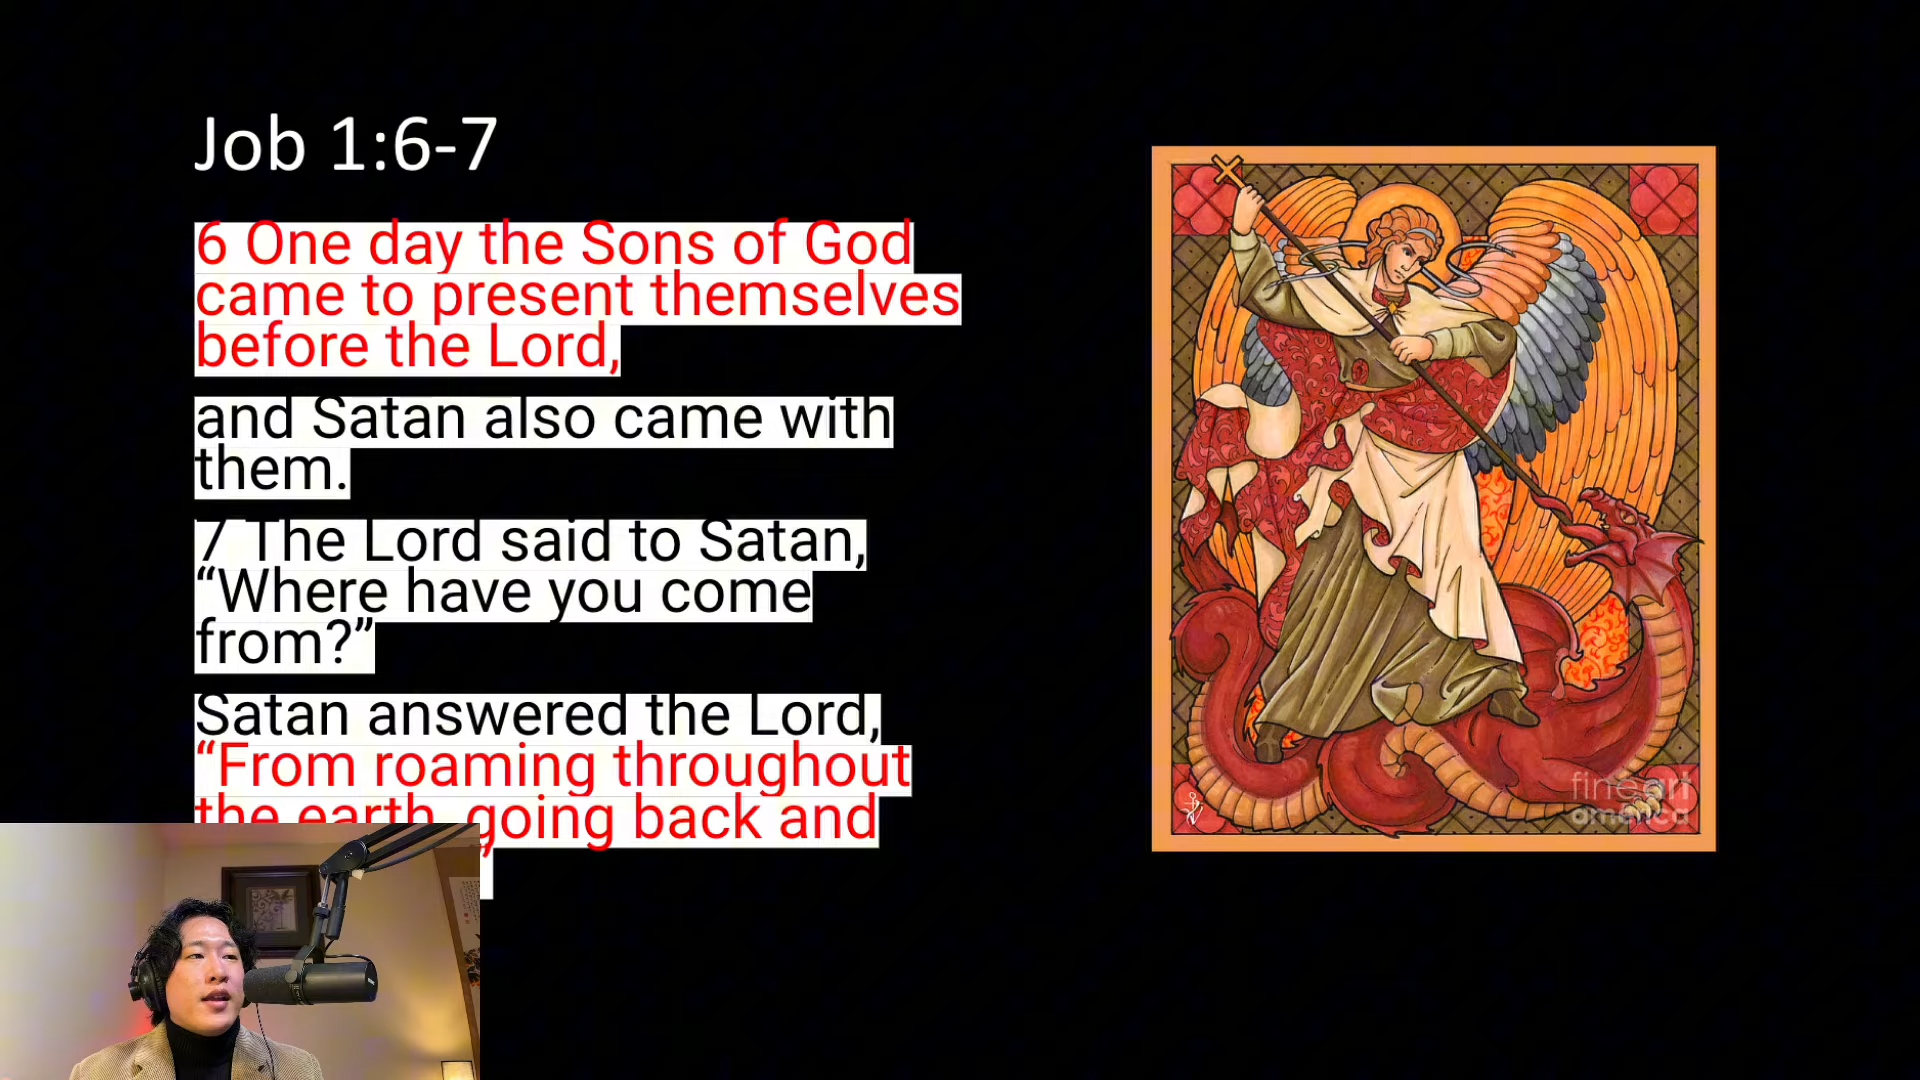 Job 1:6-7
6 One day the Sons of God
came to present themselves
before the Lord,
and Satan also came with
them.
7 The Lord said to Satan,
“Where have you come
from?”
Satan answered the Lord,
“From roaming throughout
the earth, going back and
fineart
america